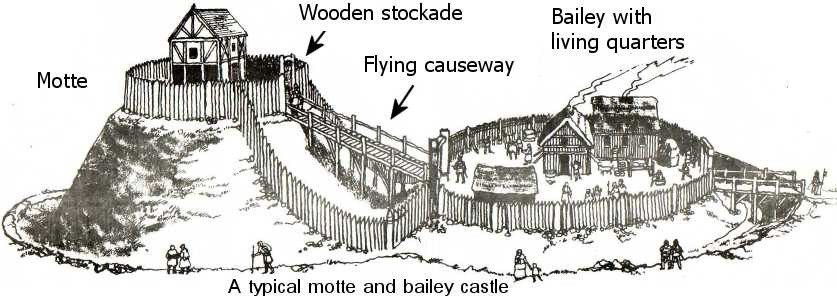 Wooden stockade
Bailey with
living quarters
Motte
Flying causeway
A typical motte and bailey castle